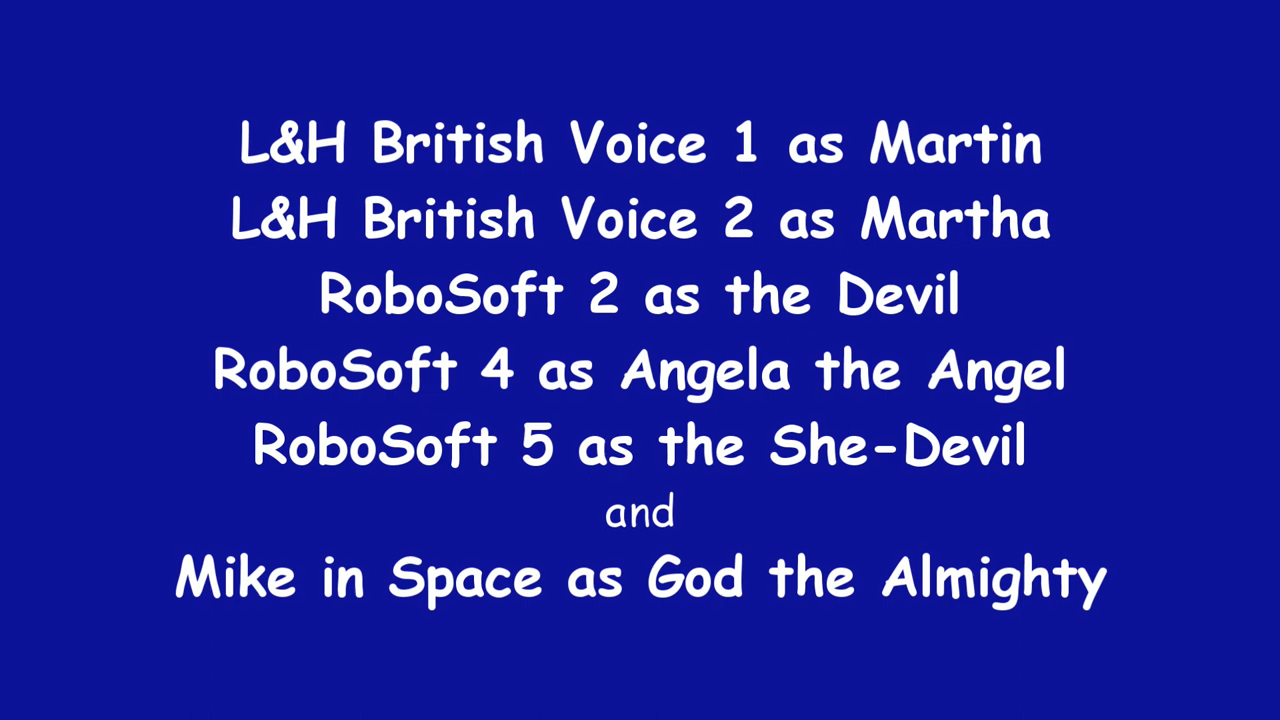 L&H British Voice 1 as Martin
L&H British Voice 2 as Martha
RoboSoft 2 as the Devil
RoboSoft 4 as Angela the Angel
RoboSoft 5 as the She-Devil
and
Mike in Space as God the Almighty